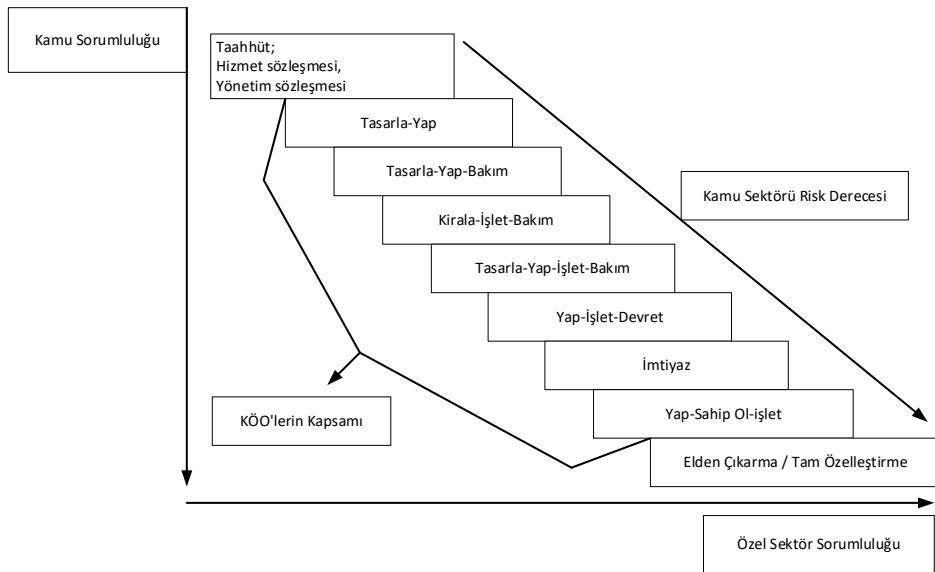 Kamu Sorumluluğu
Taahhüt;
Hizmet sözleşmesi,
Yönetim sözleşmesi
Tasarla-Yap
Tasarla-Yap-Bakım
Kirala-İşlet-Bakım
Kamu Sektörü Risk Derecesi
Tasarla-Yap-İşlet-Bakım
Yap-İşlet-Devret
İmtiyaz
Yap-Sahip Ol-işlet
KÖO'lerin Kapsamı
Elden Çıkarma / Tam Özelleştirme
Özel Sektör Sorumluluğu